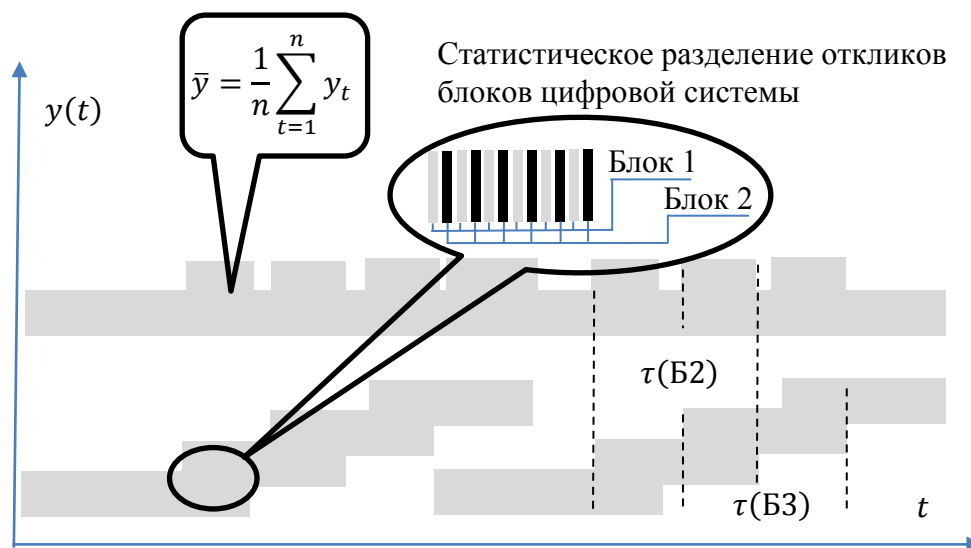 Статистическое разделение откликов
блоков цифровой системы
y(t)
ȳ = 1/n ∑_{t=1}^{n} y_t
Блок 1
Блок 2
τ(Б2)
τ(Б3)
t